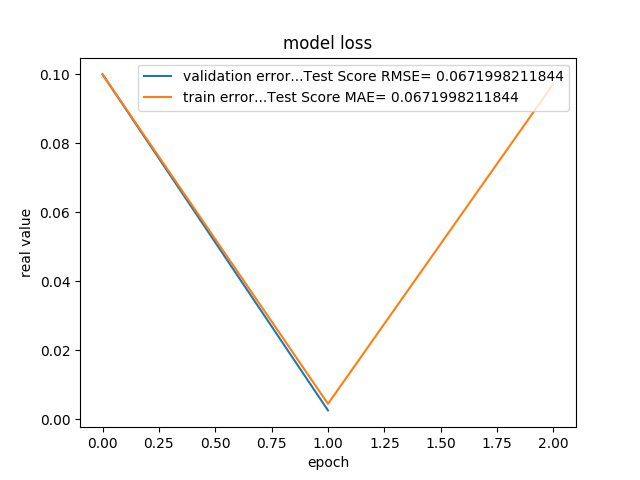 model loss
validation error...Test Score RMSE= 0.0671998211844
train error...Test Score MAE= 0.0671998211844
real value
0.10
0.08
0.06
0.04
0.02
0.00
0.00 0.25 0.50 0.75 1.00 1.25 1.50 1.75 2.00
epoch